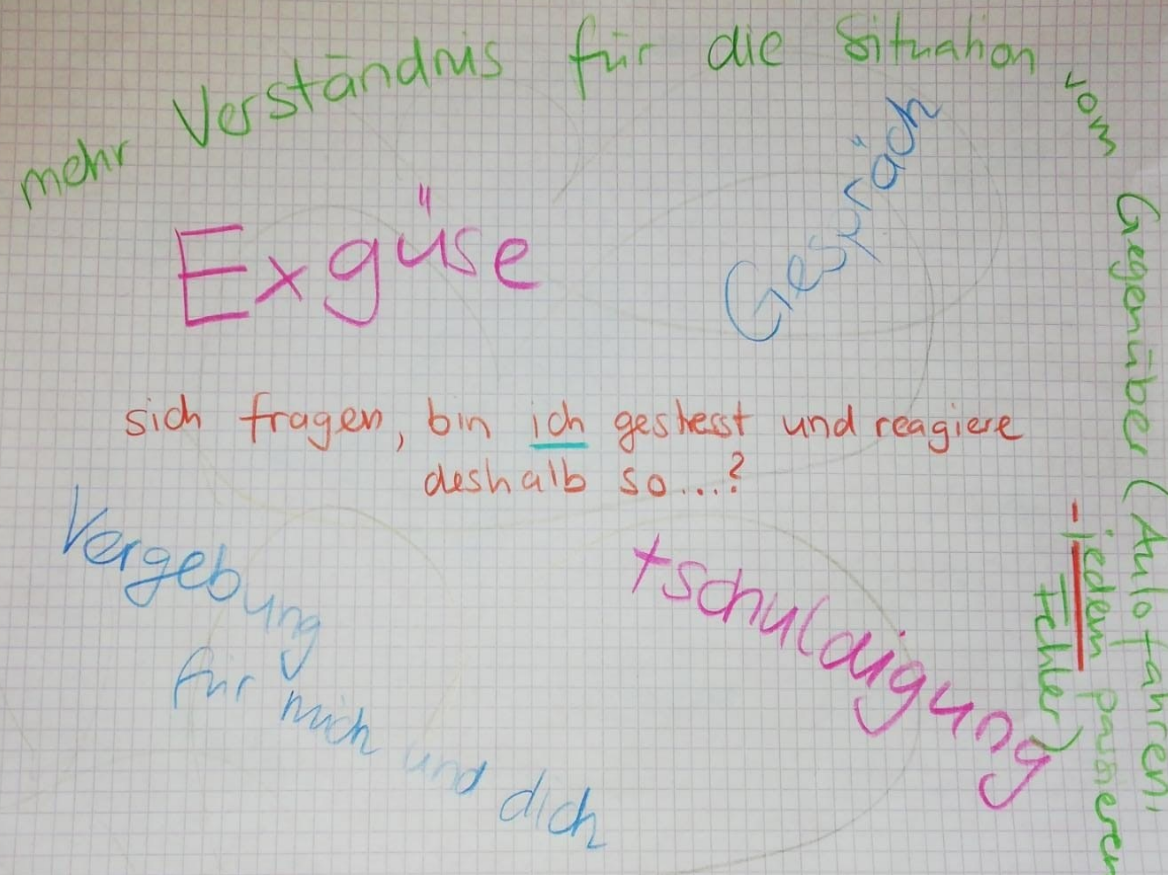 mehr Verständnis für die Situation vom Gegenüber (Autofahren,
- jedem passieren
Fehler)
Exgüse
Gespräch
sich fragen, bin ich gestresst und reagiere
deshalb so...?
Vergebung
für mich und dich
tschuldigung